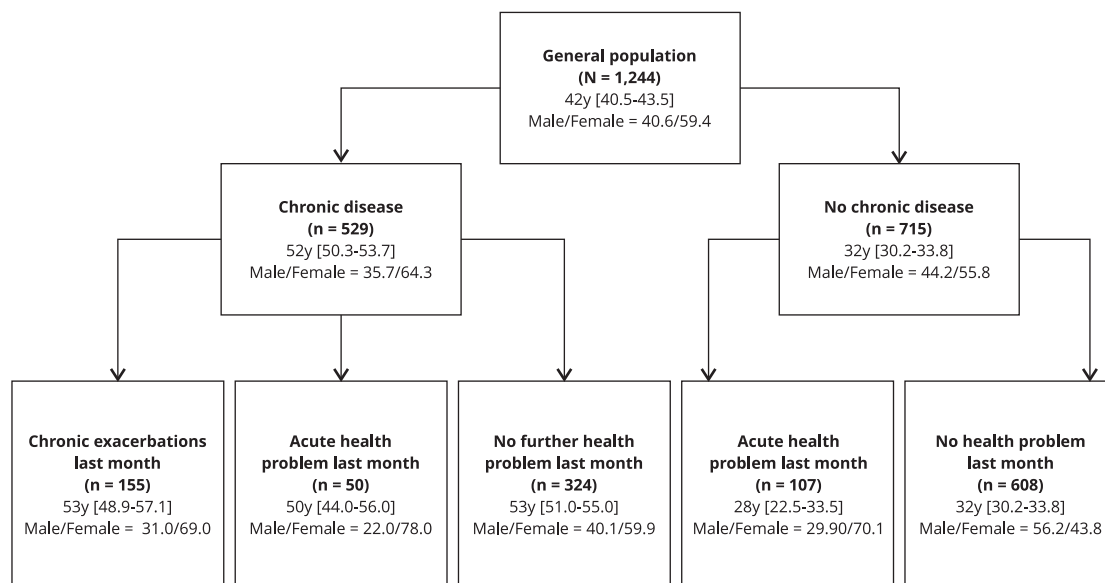 General population
(N = 1,244)
42y [40.5-43.5]
Male/Female = 40.6/59.4
Chronic disease
(n = 529)
52y [50.3-53.7]
Male/Female = 35.7/64.3
No chronic disease
(n = 715)
32y [30.2-33.8]
Male/Female = 44.2/55.8
Chronic exacerbations
last month
(n = 155)
53y [48.9-57.1]
Male/Female = 31.0/69.0
Acute health
problem last month
(n = 50)
50y [44.0-56.0]
Male/Female = 22.0/78.0
No further health
problem last month
(n = 324)
53y [51.0-55.0]
Male/Female = 40.1/59.9
Acute health
problem last month
(n = 107)
28y [22.5-33.5]
Male/Female = 29.90/70.1
No health problem
last month
(n = 608)
32y [30.2-33.8]
Male/Female = 56.2/43.8